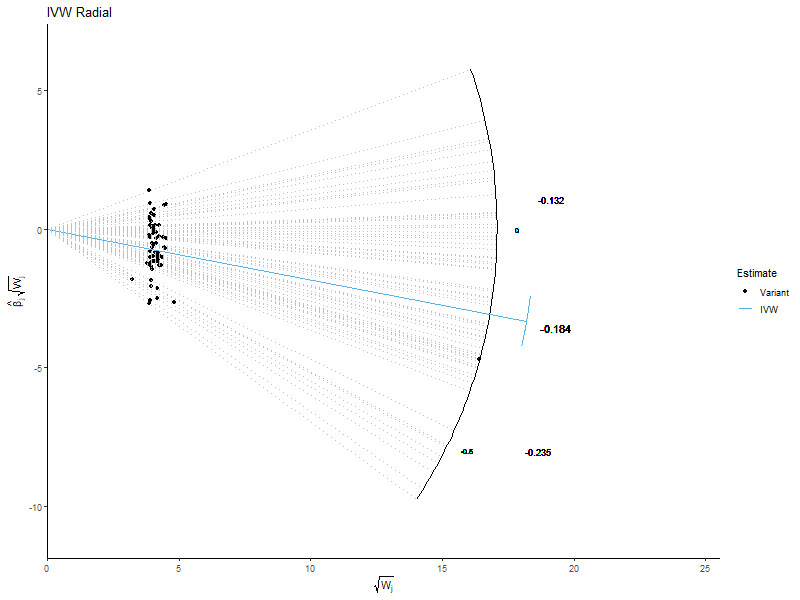 IVW Radial
5
0
-5
-10
β̂ⱼ√Wⱼ
-0.132
0
-0.184
-0.5
-0.235
Estimate
Variant
IVW
0
5
10
15
20
25
√Wⱼ